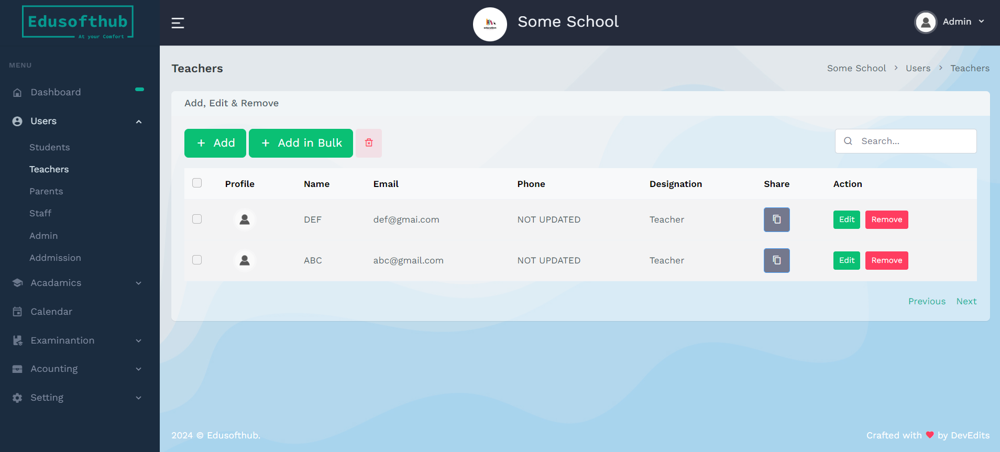 Edusofthub
At your Comfort
education
Some School
Admin
MENU
Dashboard
Users
Students
Teachers
Parents
Staff
Admin
Addmission
Acadamics
Calendar
Examinantion
Acounting
Setting
Teachers
Some School > Users > Teachers
Add, Edit & Remove
+ Add
+ Add in Bulk
Search...
Profile Name Email Phone Designation Share Action
DEF def@gmai.com NOT UPDATED Teacher Edit Remove
ABC abc@gmail.com NOT UPDATED Teacher Edit Remove
Previous Next
2024 © Edusofthub.
Crafted with ♥ by DevEdits